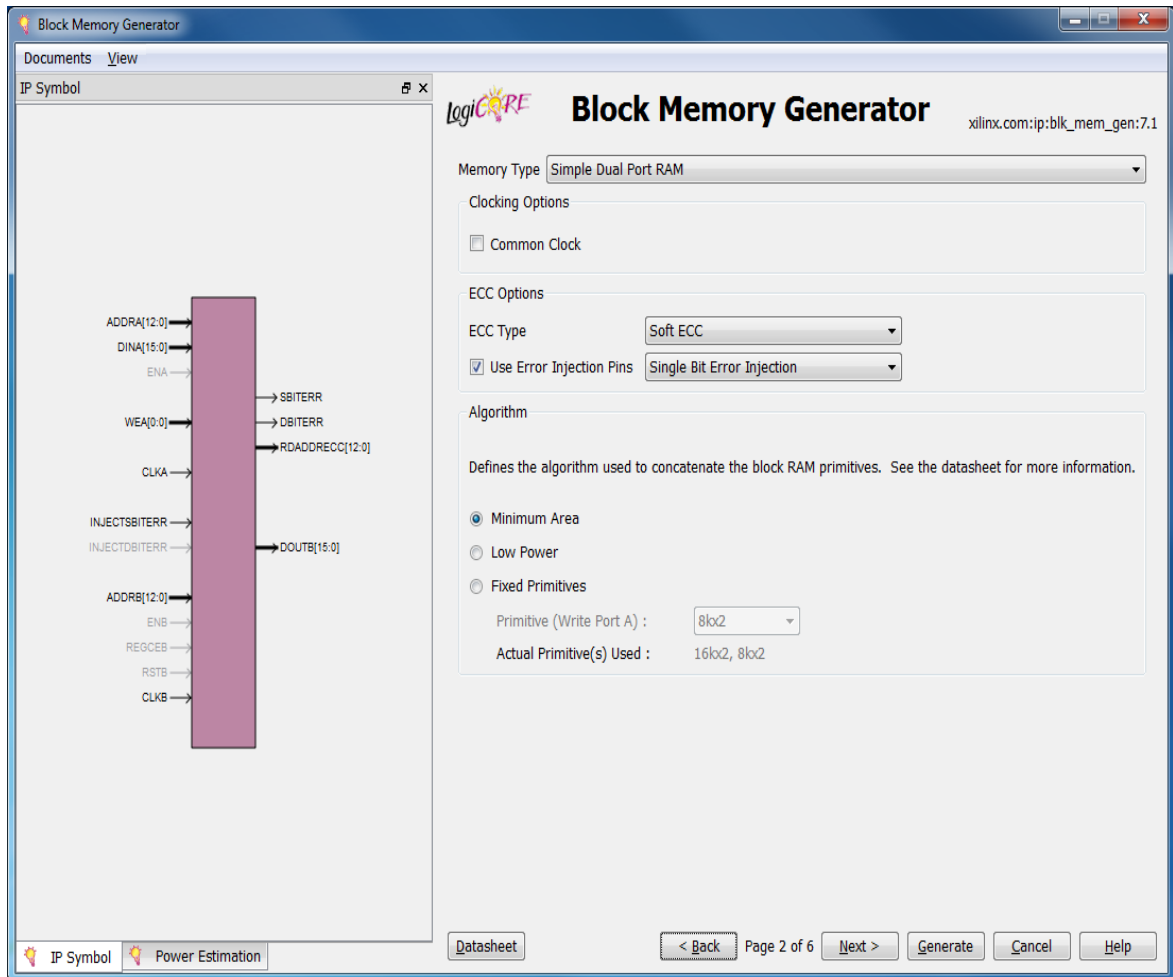 Block Memory Generator
Documents View
IP Symbol
ADDRA[12:0]
DINA[15:0]
ENA
SBITERR
WEA[0:0]
DBITERR
RDADDRECC[12:0]
CLKA
INJECTSBITERR
INJECTDBITERR
DOUTB[15:0]
ADDRB[12:0]
ENB
REGCEB
RSTB
CLKB
IP Symbol
Power Estimation
LogiCORE
Block Memory Generator
xilinx.com:ip:blk_mem_gen:7.1
Memory Type Simple Dual Port RAM
Clocking Options
Common Clock
ECC Options
ECC Type Soft ECC
Use Error Injection Pins Single Bit Error Injection
Algorithm
Defines the algorithm used to concatenate the block RAM primitives. See the datasheet for more information.
Minimum Area
Low Power
Fixed Primitives
Primitive (Write Port A) : 8kx2
Actual Primitive(s) Used : 16kx2, 8kx2
Datasheet < Back Page 2 of 6 Next > Generate Cancel Help